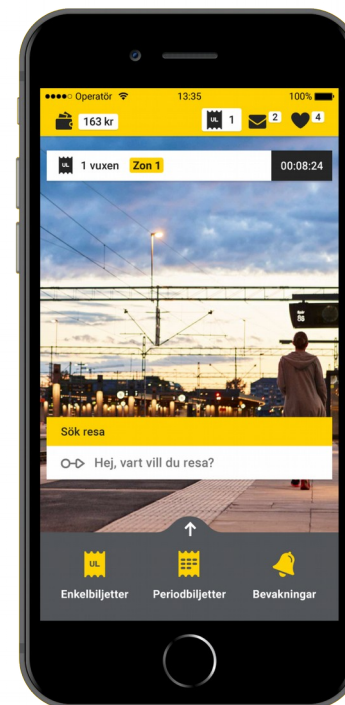 Operatör 13:35 100%
163 kr UL 1 2 4
UL 1 vuxen Zon 1 00:08:24
Sök resa
Hej, vart vill du resa?
UL
Enkelbiljetter Periodbiljetter Bevakningar